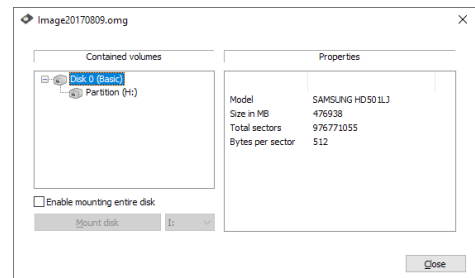 Image20170809.omg
Contained volumes
Disk 0 (Basic)
Partition (H:)
Enable mounting entire disk
Mount disk
I:
Properties
Model SAMSUNG HD501LJ
Size in MB 476938
Total sectors 976771055
Bytes per sector 512
Close